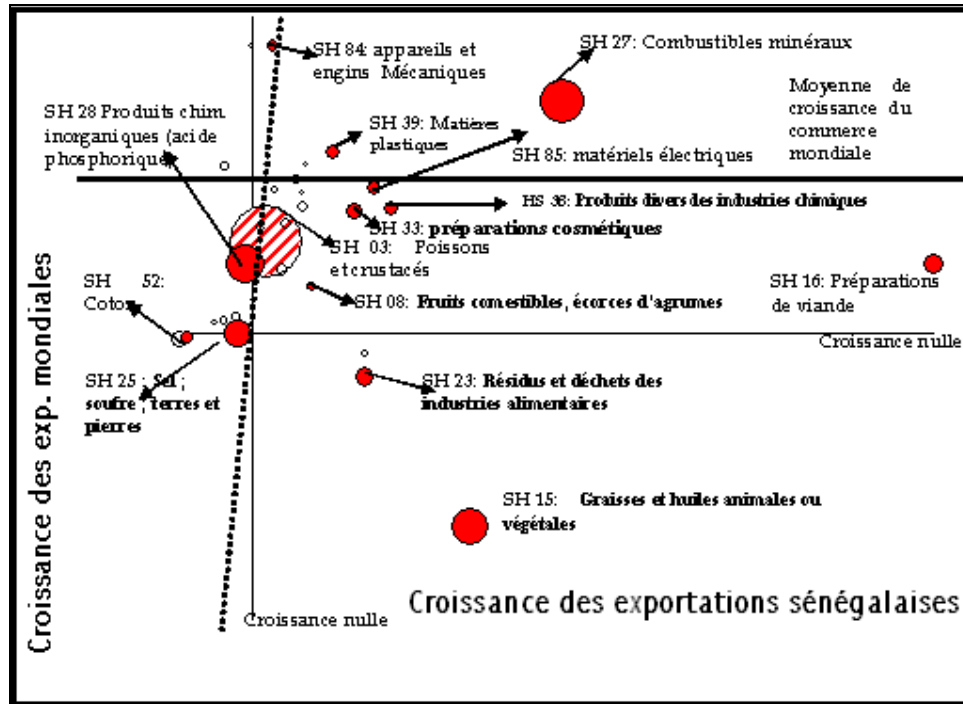 SH 84: appareils et
engins Mécaniques
SH 27: Combustibles minéraux
Moyenne de
croissance du
commerce
mondiale
SH 28 Produits chim.
inorganiques (acide
phosphorique)
SH 39: Matières
plastiques
SH 85: matériels électriques
HS 38: Produits divers des industries chimiques
SH 33: préparations cosmétiques
SH 03: Poissons
et crustacés
SH 16: Préparations
de viande
SH 52:
Coton
SH 08: Fruits comestibles, écorces d'agrumes
Croissance nulle
SH 25 : Sel ;
soufre ; terres et
pierres
SH 23: Résidus et déchets des
industries alimentaires
SH 15: Graisses et huiles animales ou
végétales
Croissance des exp. mondiales
Croissance des exportations sénégalaises
Croissance nulle